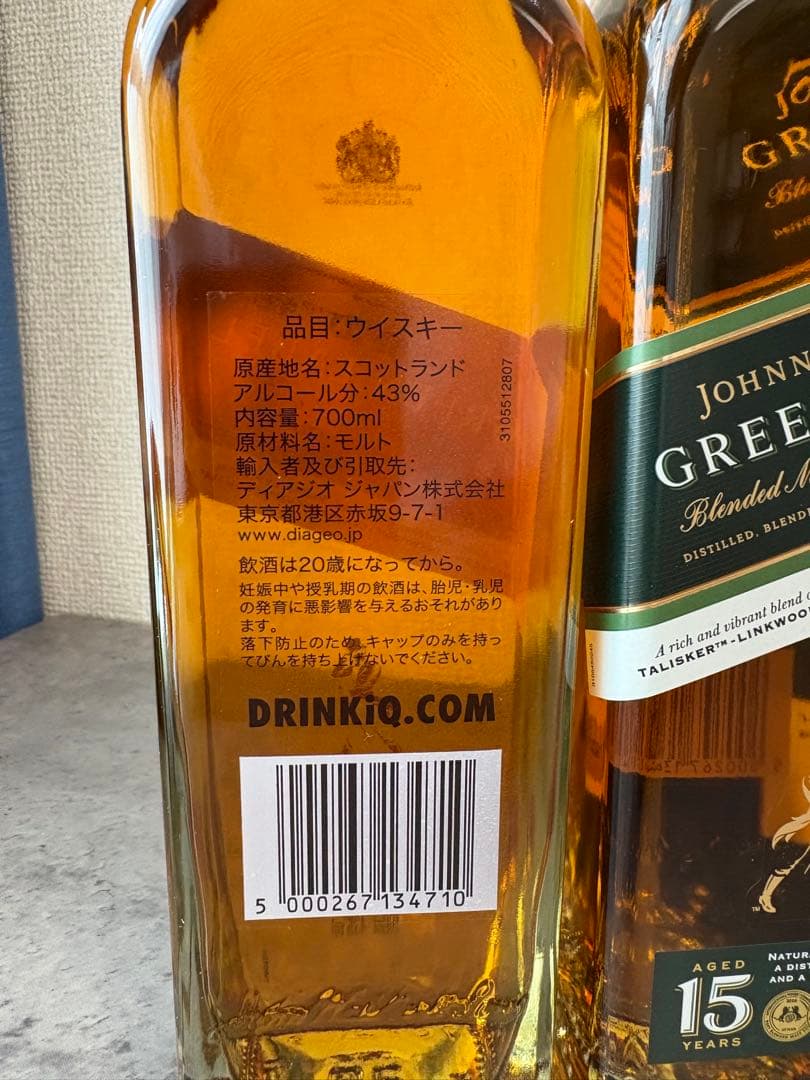 品目:ウイスキー
原産地名:スコットランド
アルコール分:43%
内容量:700ml
原材料名:モルト
輸入者及び引取先:
ディアジオ ジャパン株式会社
東京都港区赤坂9-7-1
www.diageo.jp
3105512807
飲酒は20歳になってから。
妊娠中や授乳期の飲酒は、胎児・乳児
の発育に悪影響を与えるおそれがあり
ます。
落下防止のため、キャップのみを持っ
てびんを持ち上げないでください。
DRINKiQ.COM
5 000267 134710
JOHNN
GREE
Blended M
DISTILLED, BLENDE
A rich and vibrant blend o
TALISKER™-LINKWOO
AGED
15
YEARS
NATURA
A DIST
AND A